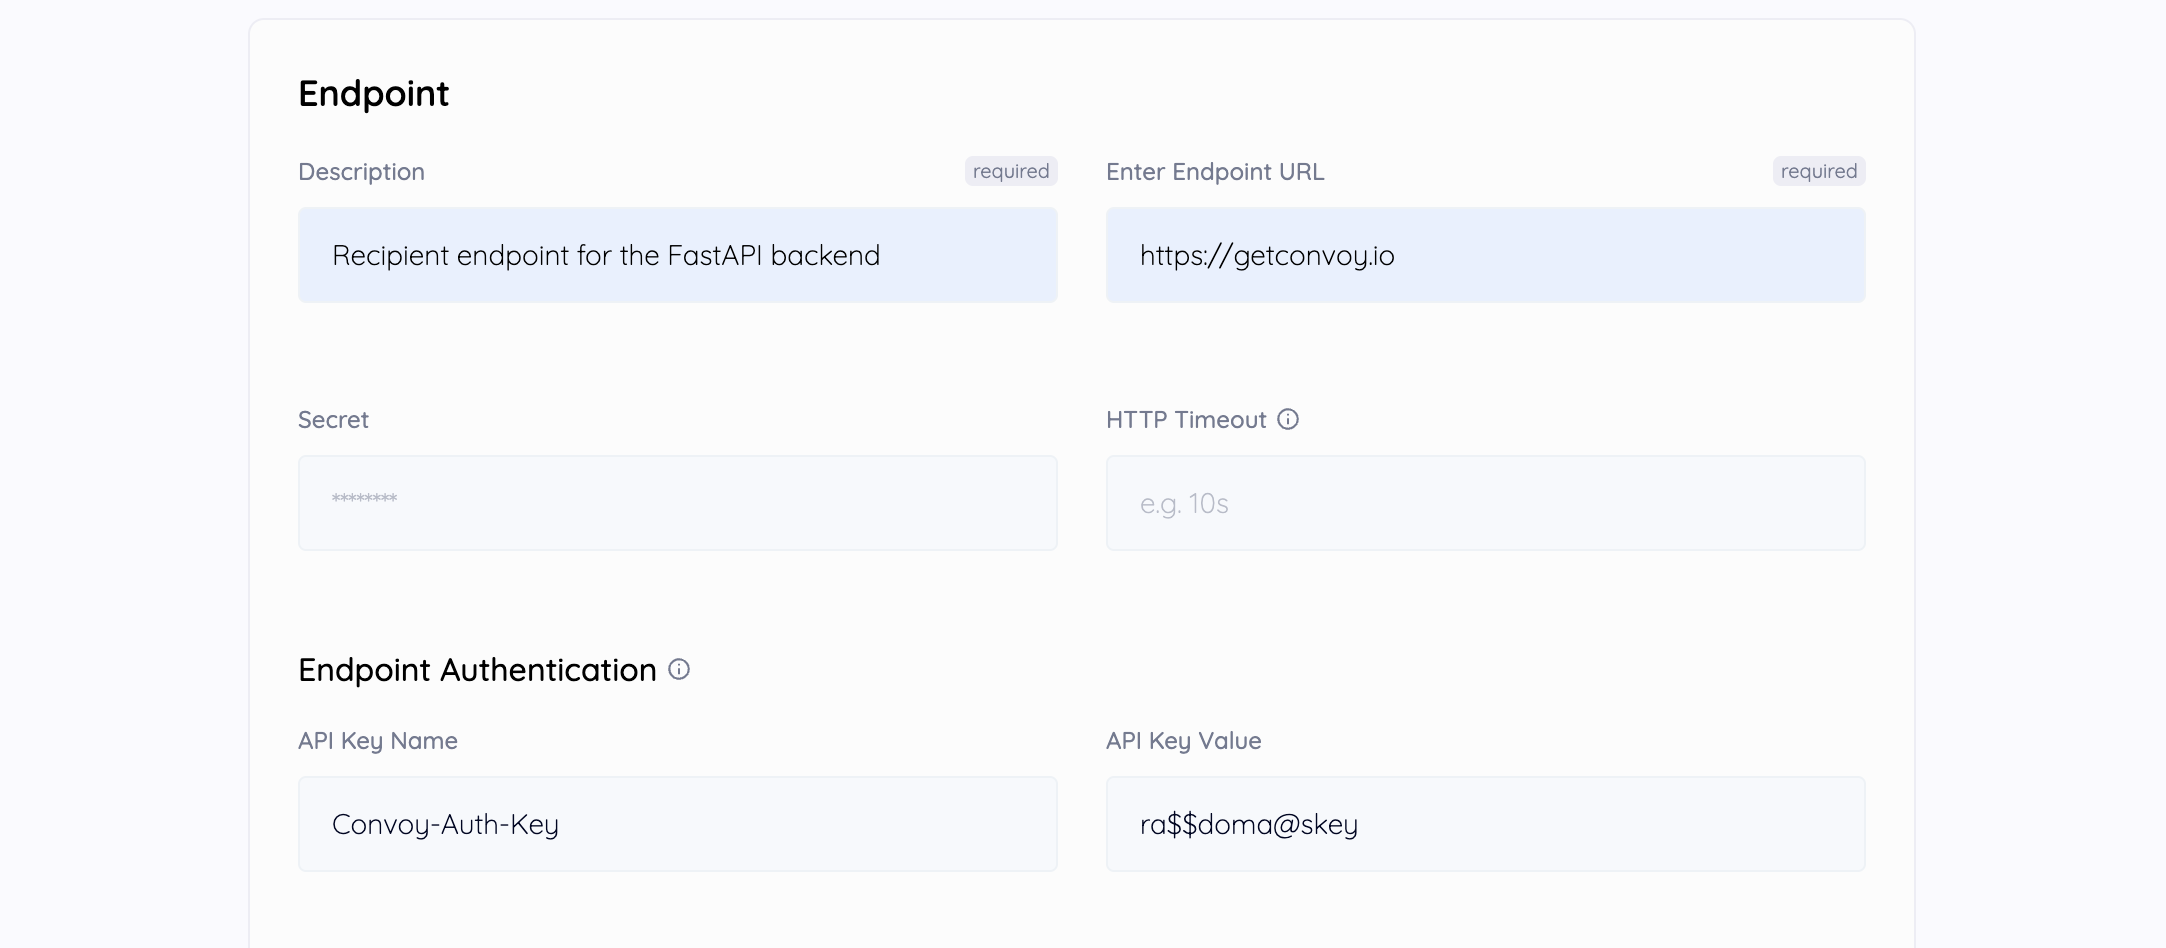 Endpoint
Description required
Enter Endpoint URL required
Recipient endpoint for the FastAPI backend
https://getconvoy.io
Secret
HTTP Timeout
********
e.g. 10s
Endpoint Authentication
API Key Name
API Key Value
Convoy-Auth-Key
ra$$doma@skey